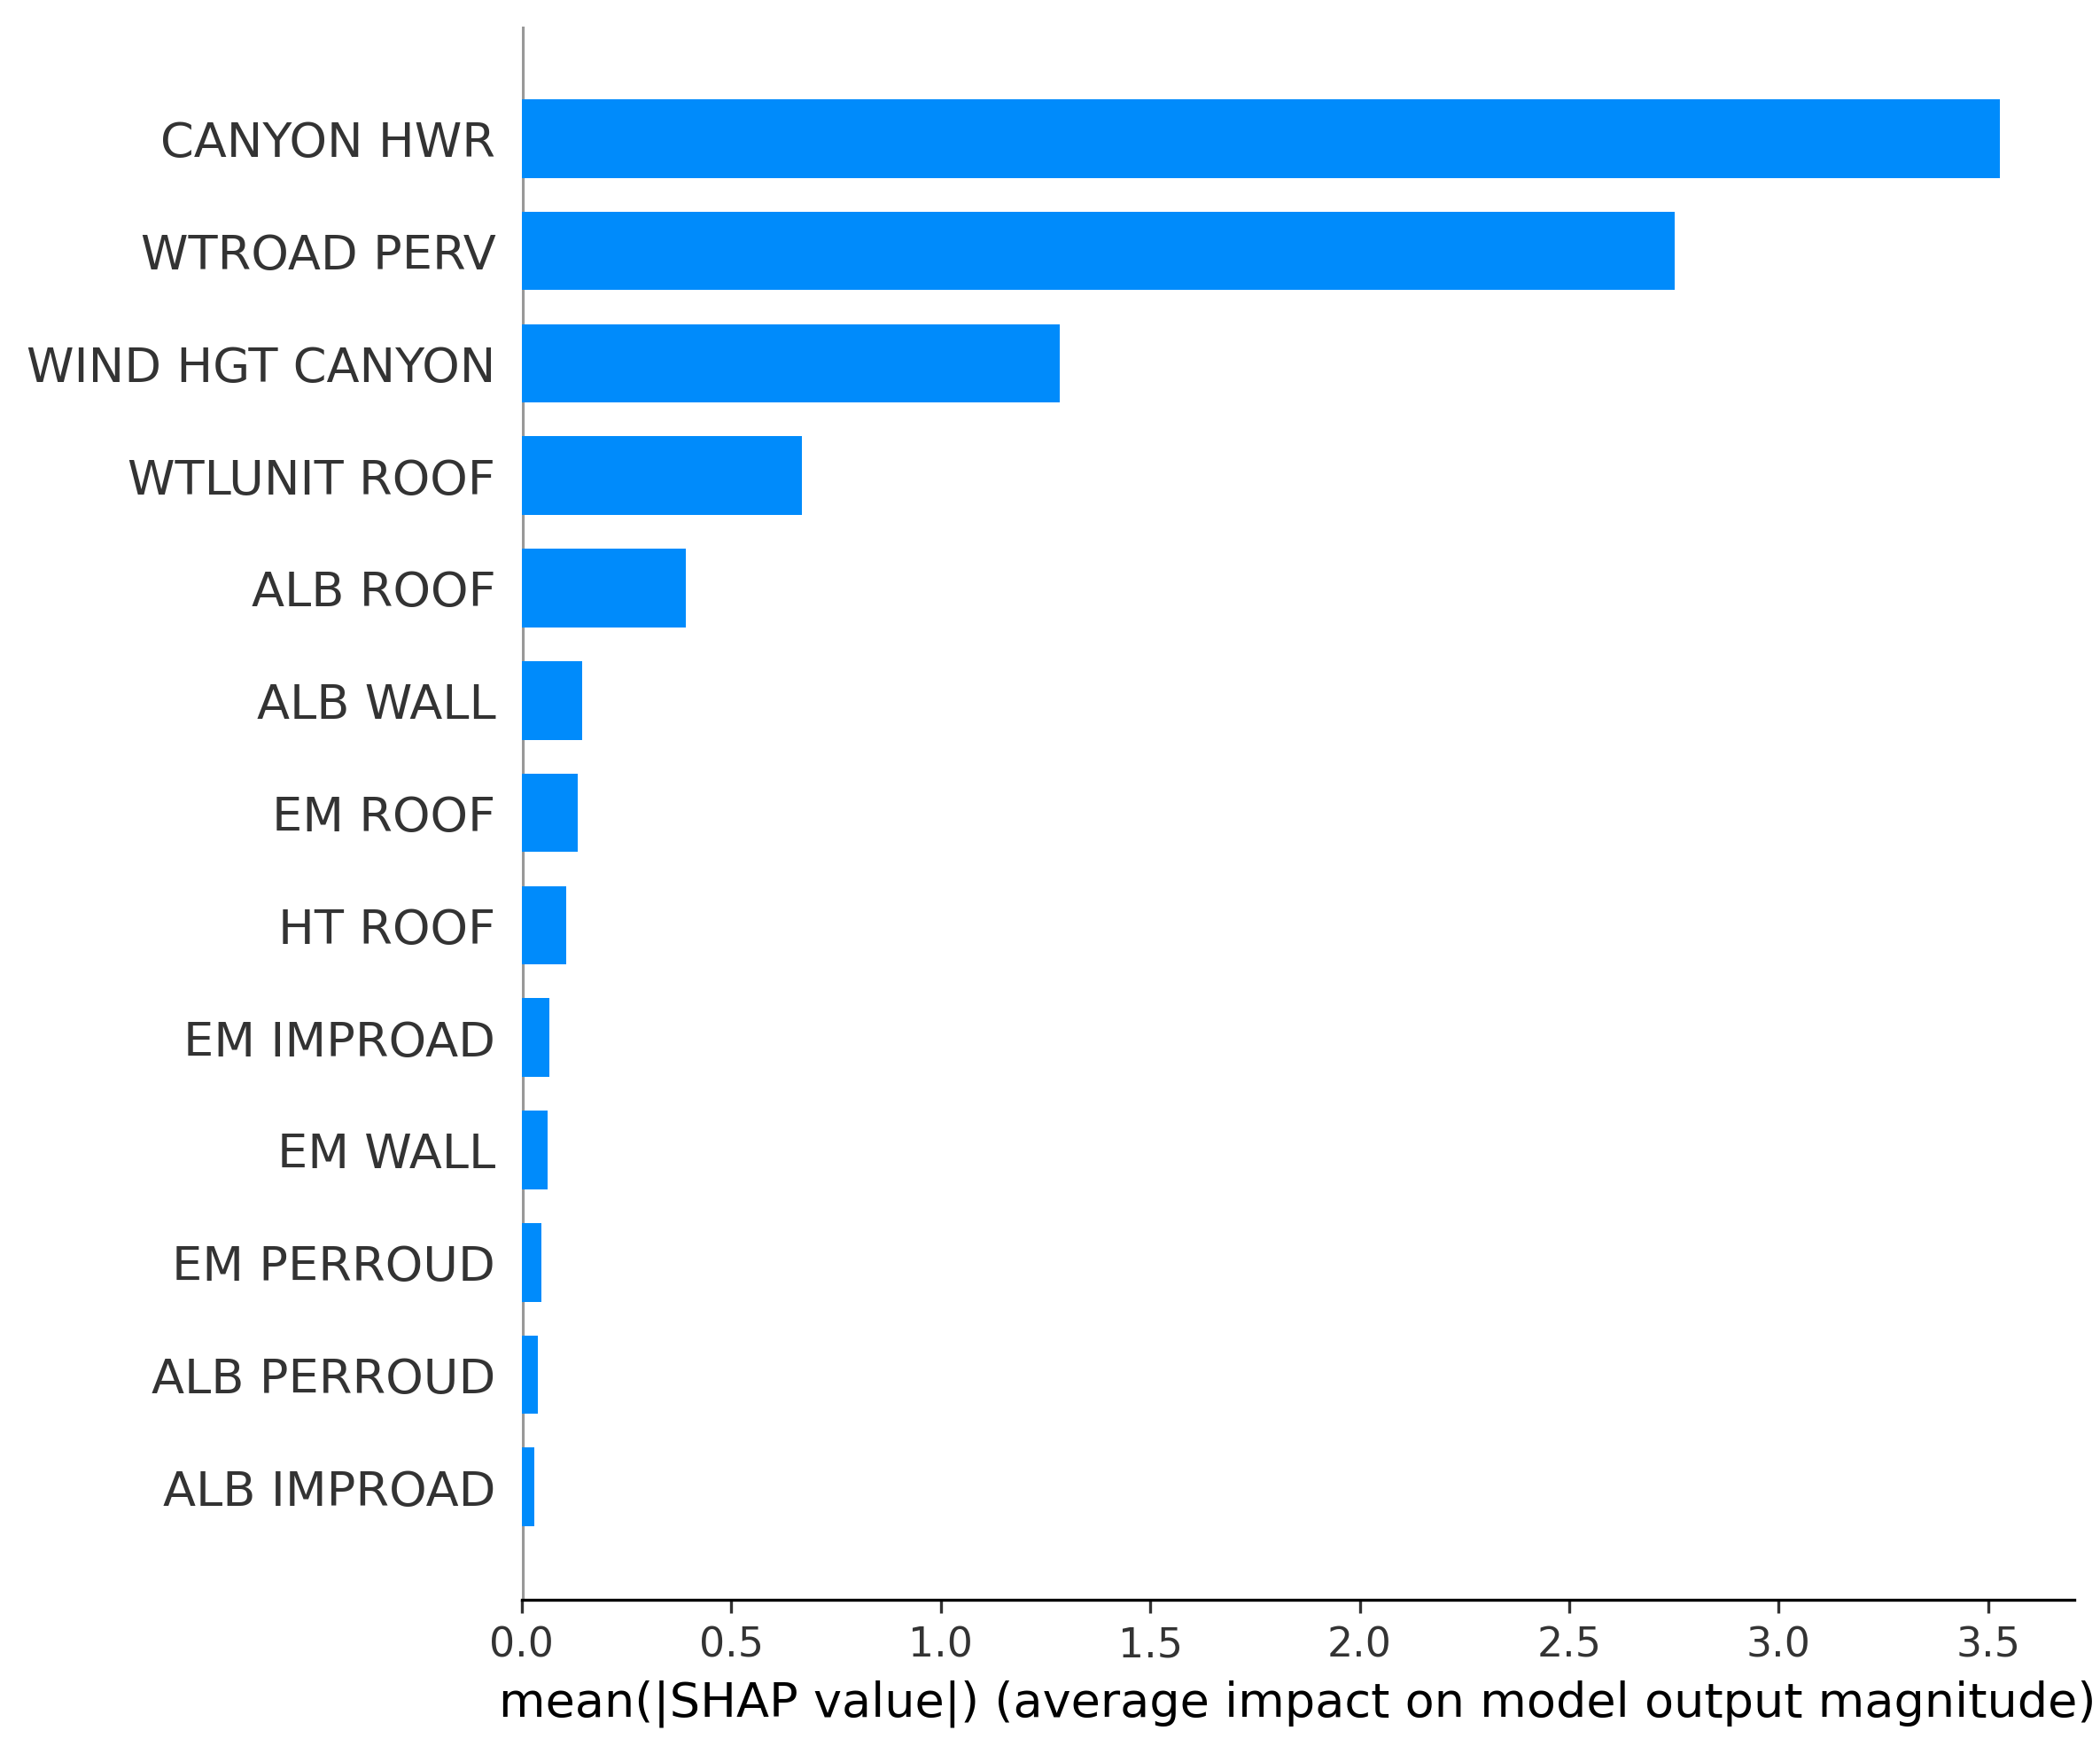 CANYON HWR
WTROAD PERV
WIND HGT CANYON
WTLUNIT ROOF
ALB ROOF
ALB WALL
EM ROOF
HT ROOF
EM IMPROAD
EM WALL
EM PERROUD
ALB PERROUD
ALB IMPROAD
0.0 0.5 1.0 1.5 2.0 2.5 3.0 3.5
mean(|SHAP value|) (average impact on model output magnitude)